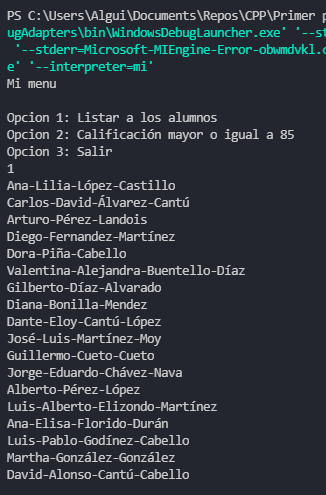 PS C:\Users\Algui\Documents\Repos\CPP\Primer p
ugAdapters\bin\WindowsDebugLauncher.exe' '--st
'--stderr=Microsoft-MIEngine-Error-obwmdvkl.c
e' '--interpreter=mi'
Mi menu
Opcion 1: Listar a los alumnos
Opcion 2: Calificación mayor o igual a 85
Opcion 3: Salir
1
Ana-Lilia-López-Castillo
Carlos-David-Álvarez-Cantú
Arturo-Pérez-Landois
Diego-Fernandez-Martínez
Dora-Piña-Cabello
Valentina-Alejandra-Buentello-Díaz
Gilberto-Díaz-Alvarado
Diana-Bonilla-Mendez
Dante-Eloy-Cantú-López
José-Luis-Martínez-Moy
Guillermo-Cueto-Cueto
Jorge-Eduardo-Chávez-Nava
Alberto-Pérez-López
Luis-Alberto-Elizondo-Martínez
Ana-Elisa-Florido-Durán
Luis-Pablo-Godínez-Cabello
Martha-González-González
David-Alonso-Cantú-Cabello